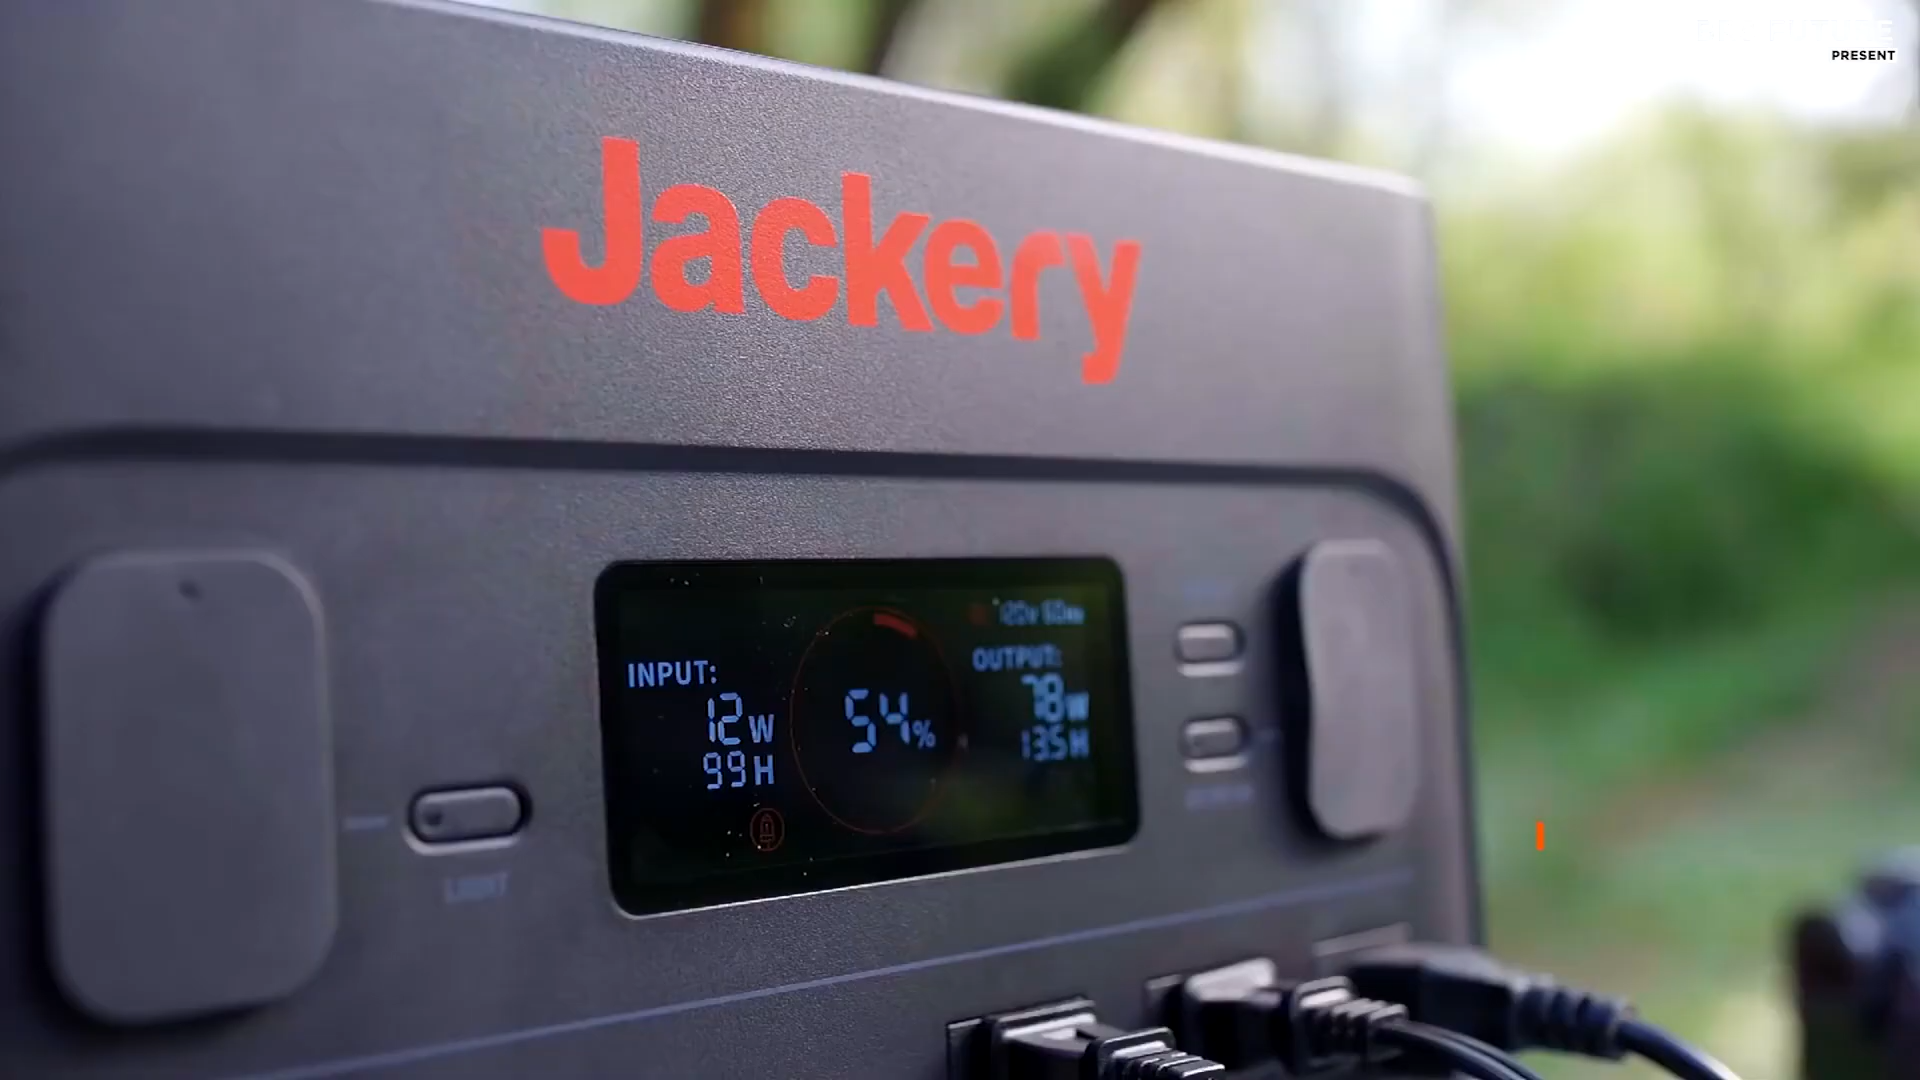 PRESENT
Jackery
120V 60Hz
INPUT:
12W
99H
54%
OUTPUT:
78W
13.5H
LIGHT